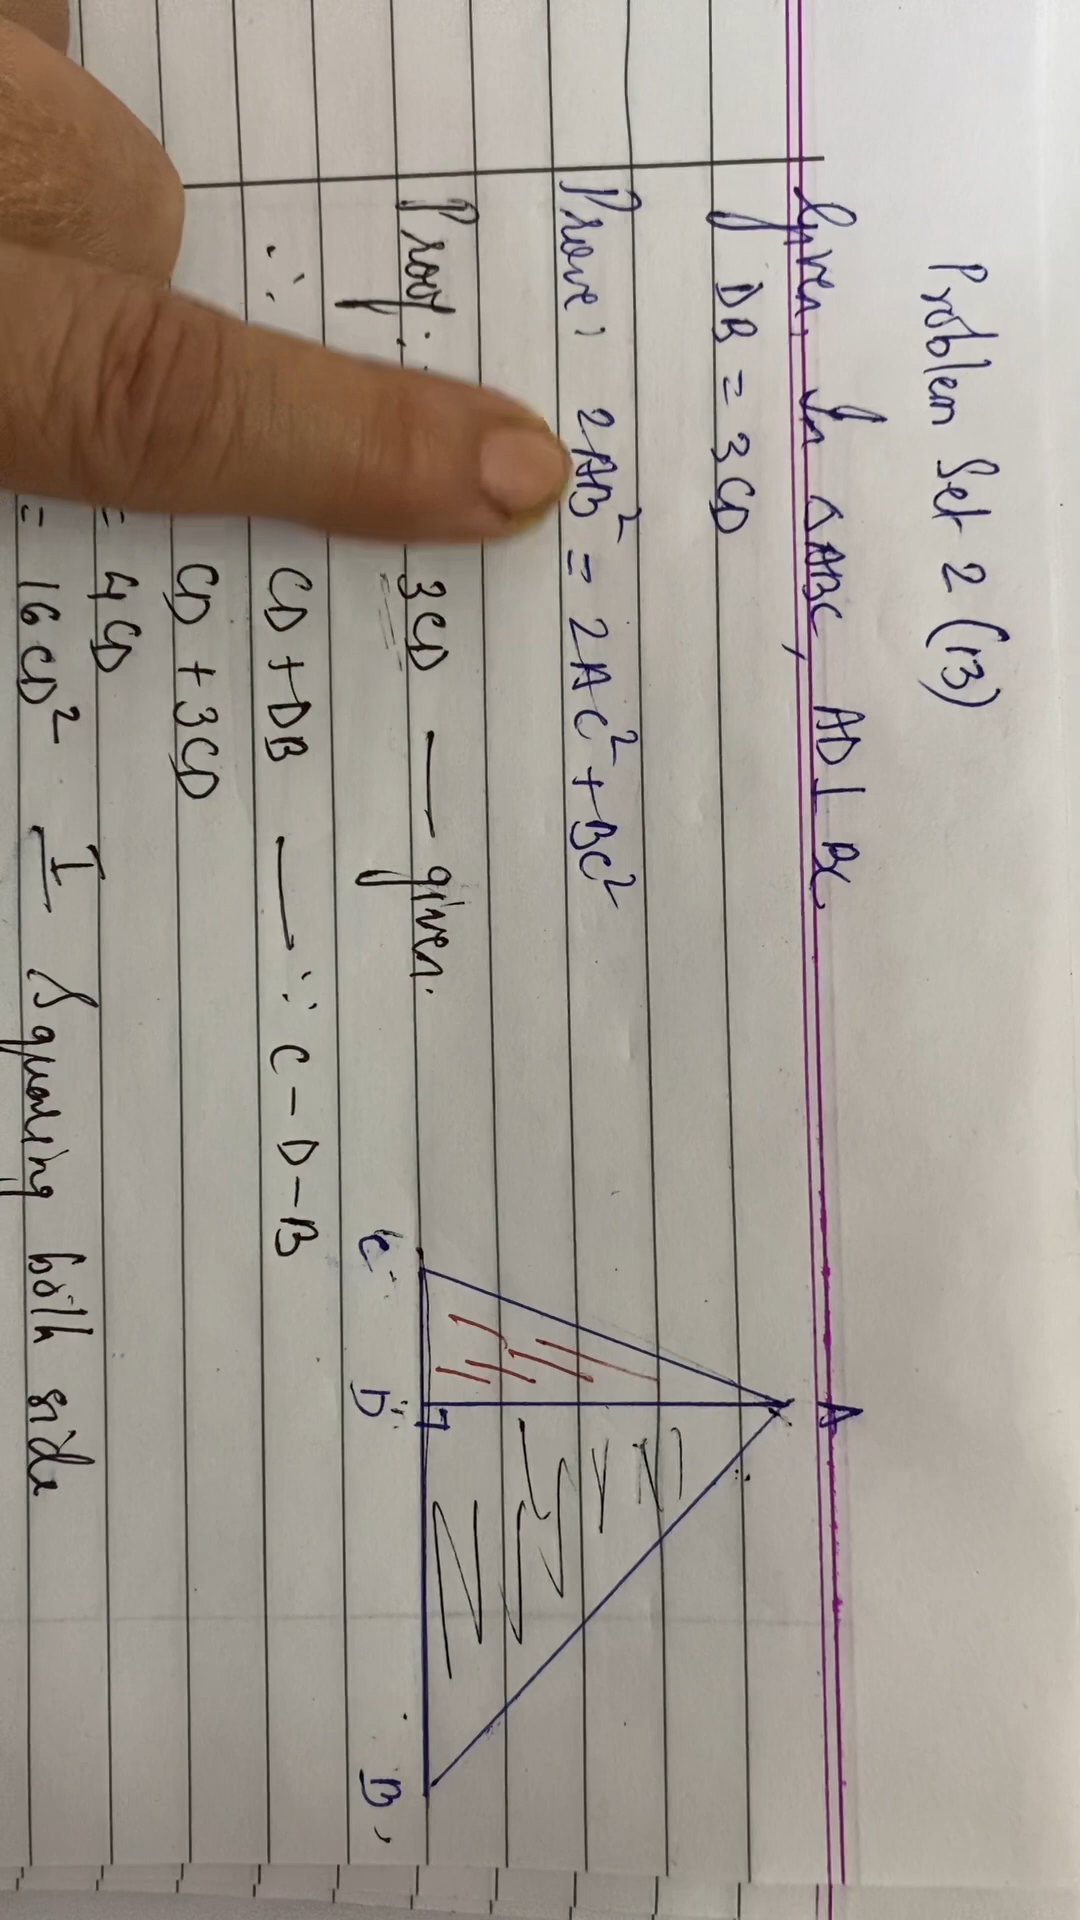 Problem Set 2 (13)
Given, In △ABC, AD ⊥ BC,
DB = 3CD
Prove: 2AB² = 2AC² + BC²
Proof: 3CD — given.
∴ CD + DB — ∵ C - D - B
CD + 3CD
= 4CD
= 16CD² I Squaring both side
A
C D B